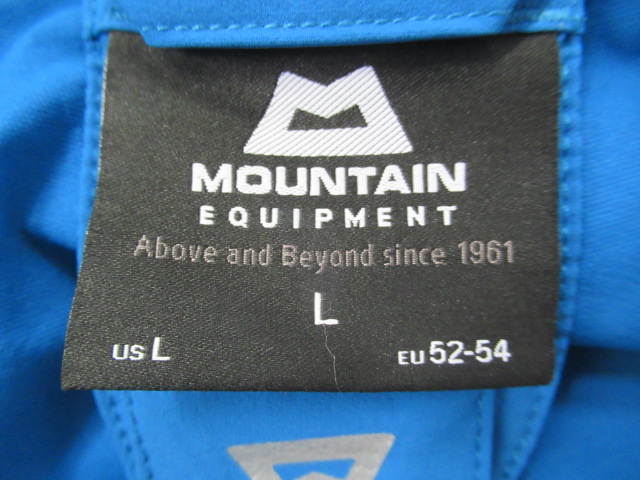 MOUNTAIN
EQUIPMENT
Above and Beyond since 1961
L
US L EU 52-54